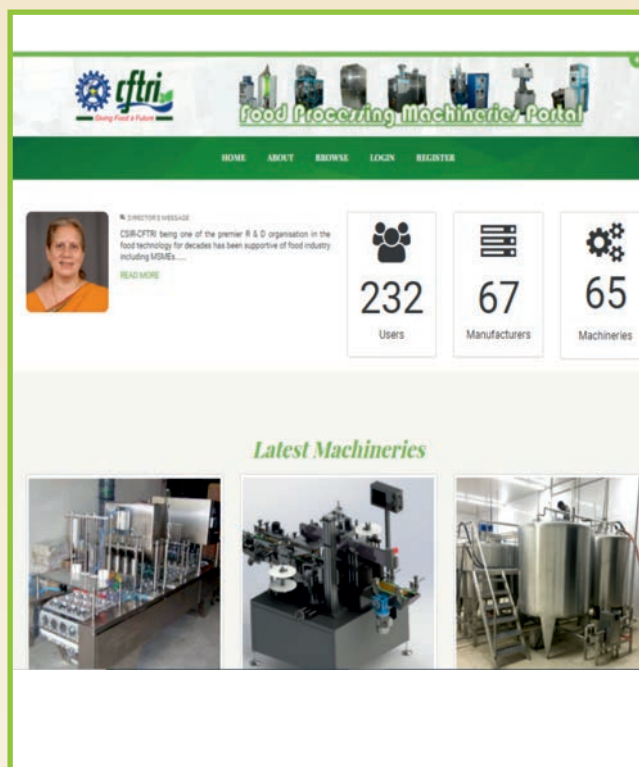 cftri
Giving Food a Future
Food Processing Machineries Portal
HOME ABOUT BROWSE LOGIN REGISTER
DIRECTOR'S MESSAGE
CSIR-CFTRI being one of the premier R & D organisation in the
food technology for decades has been supportive of food industry
including MSMEs.....
READ MORE
232
Users
67
Manufacturers
65
Machineries
Latest Machineries